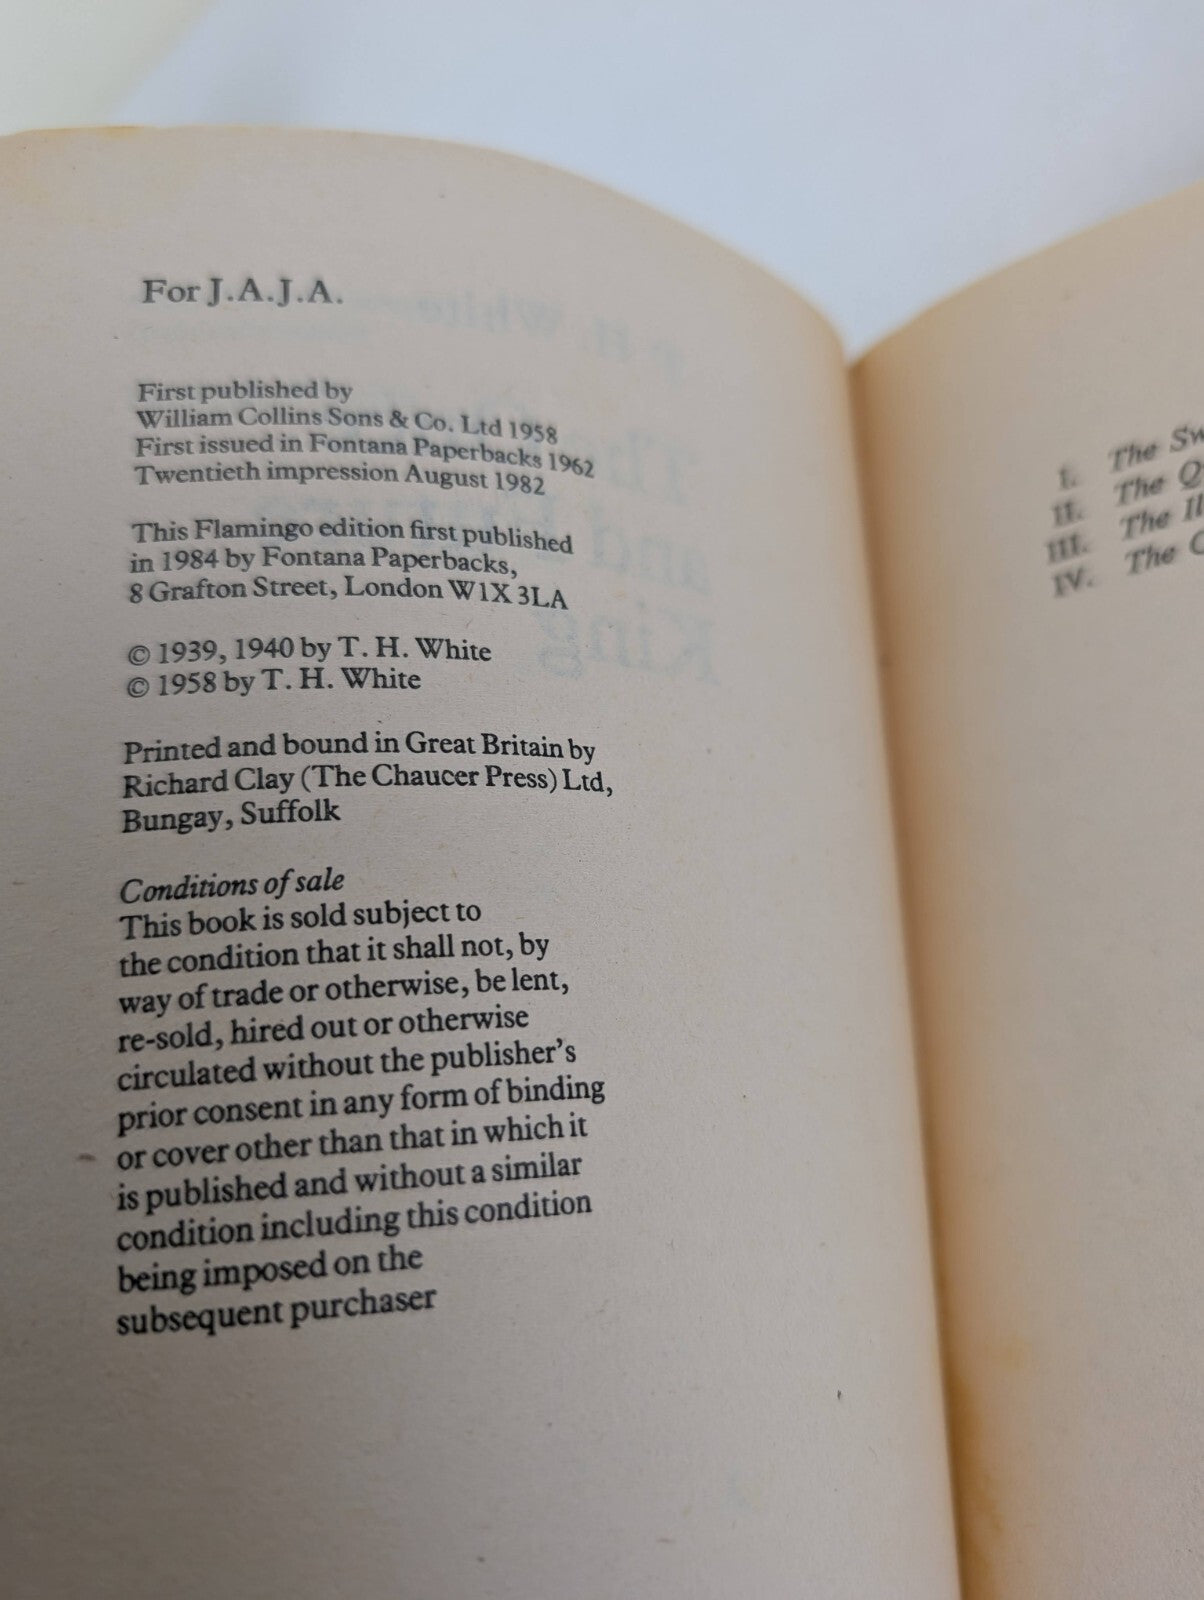 For J.A.J.A.
First published by
William Collins Sons & Co. Ltd 1958
First issued in Fontana Paperbacks 1962
Twentieth impression August 1982
This Flamingo edition first published
in 1984 by Fontana Paperbacks,
8 Grafton Street, London W1X 3LA
© 1939, 1940 by T. H. White
© 1958 by T. H. White
Printed and bound in Great Britain by
Richard Clay (The Chaucer Press) Ltd,
Bungay, Suffolk
Conditions of sale
This book is sold subject to
the condition that it shall not, by
way of trade or otherwise, be lent,
re-sold, hired out or otherwise
circulated without the publisher's
prior consent in any form of binding
or cover other than that in which it
is published and without a similar
condition including this condition
being imposed on the
subsequent purchaser
I. The Sw
II. The Q
III. The Il
IV. The C